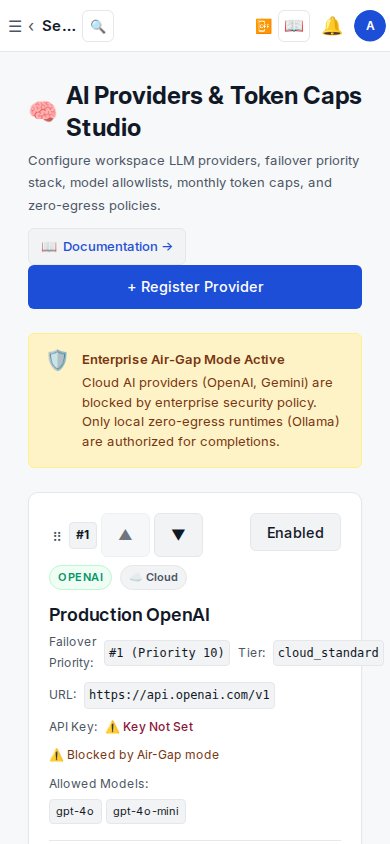 Se...
A
AI Providers & Token Caps
Studio
Configure workspace LLM providers, failover priority
stack, model allowlists, monthly token caps, and
zero-egress policies.
Documentation →
+ Register Provider
Enterprise Air-Gap Mode Active
Cloud AI providers (OpenAI, Gemini) are
blocked by enterprise security policy.
Only local zero-egress runtimes (Ollama)
are authorized for completions.
#1 ▲ ▼ Enabled
OPENAI Cloud
Production OpenAI
Failover
Priority: #1 (Priority 10) Tier: cloud_standard
URL: https://api.openai.com/v1
API Key: ⚠️ Key Not Set
⚠️ Blocked by Air-Gap mode
Allowed Models:
gpt-4o gpt-4o-mini